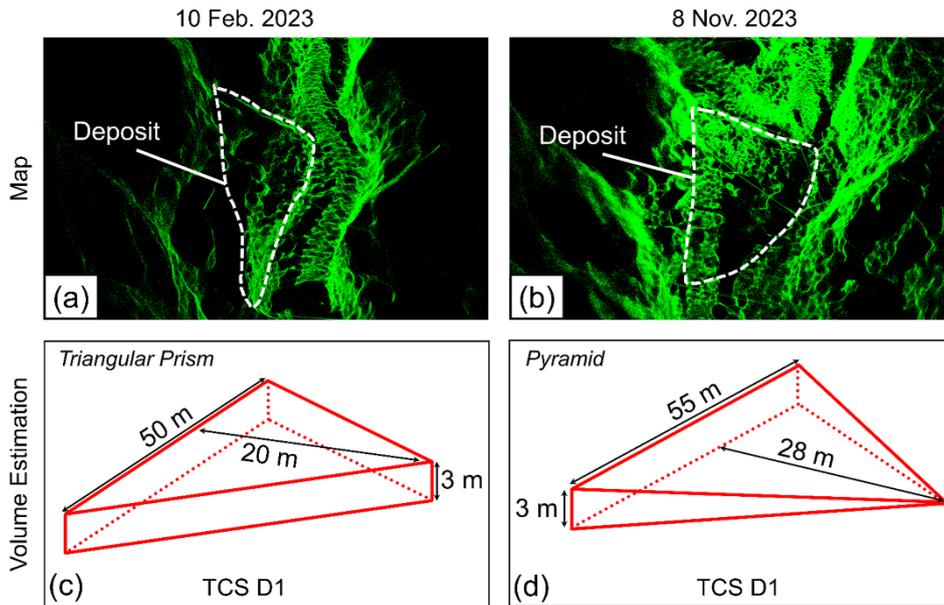 10 Feb. 2023
8 Nov. 2023
Map
Deposit
(a)
Deposit
(b)
Volume Estimation
Triangular Prism
50 m
20 m
3 m
(c)
TCS D1
Pyramid
55 m
28 m
3 m
(d)
TCS D1